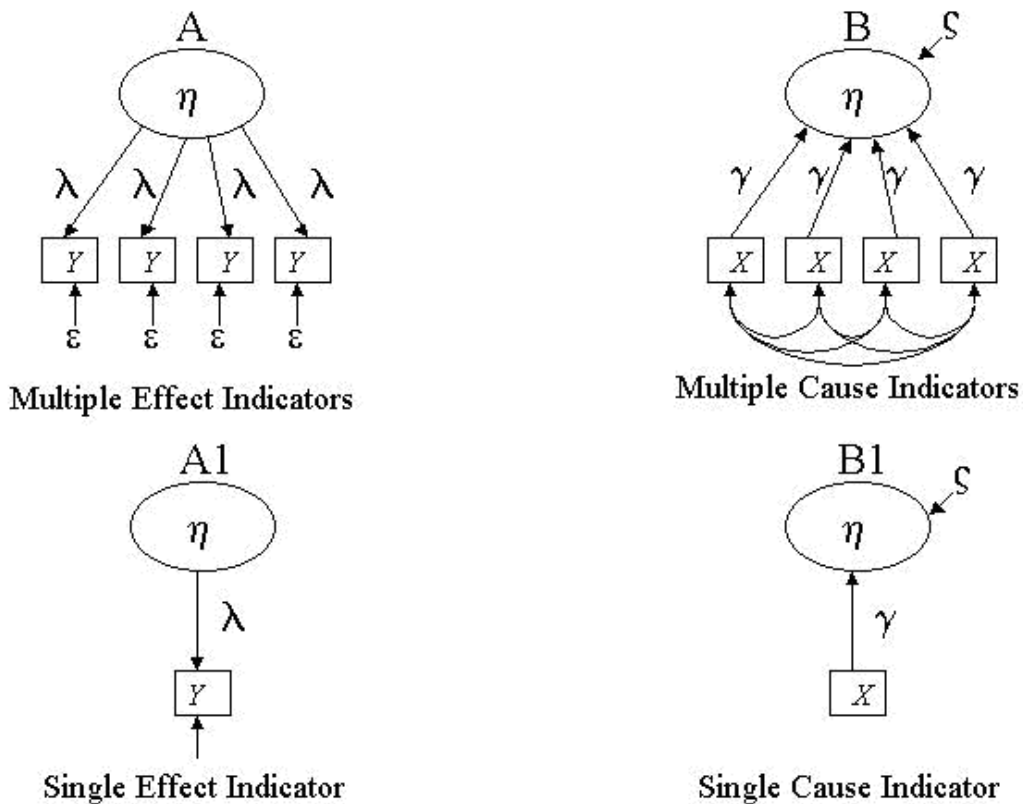 A
η
λ λ λ λ
Y Y Y Y
ε ε ε ε
Multiple Effect Indicators
B
ς
η
γ γ γ γ
X X X X
Multiple Cause Indicators
A1
η
λ
Y
Single Effect Indicator
B1
ς
η
γ
X
Single Cause Indicator